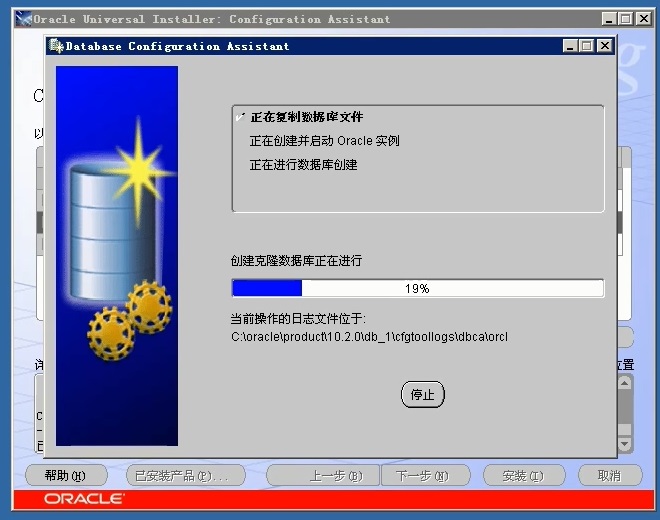 Oracle Universal Installer: Configuration Assistant
Database Configuration Assistant
正在复制数据库文件
正在创建并启动 Oracle 实例
正在进行数据库创建
创建克隆数据库正在进行
19%
当前操作的日志文件位于:
C:\oracle\product\10.2.0\db_1\cfgtoollogs\dbca\orcl
停止
位置
帮助(H)
已安装产品(P)...
上一步(B)
下一步(N)
安装(I)
取消
ORACLE